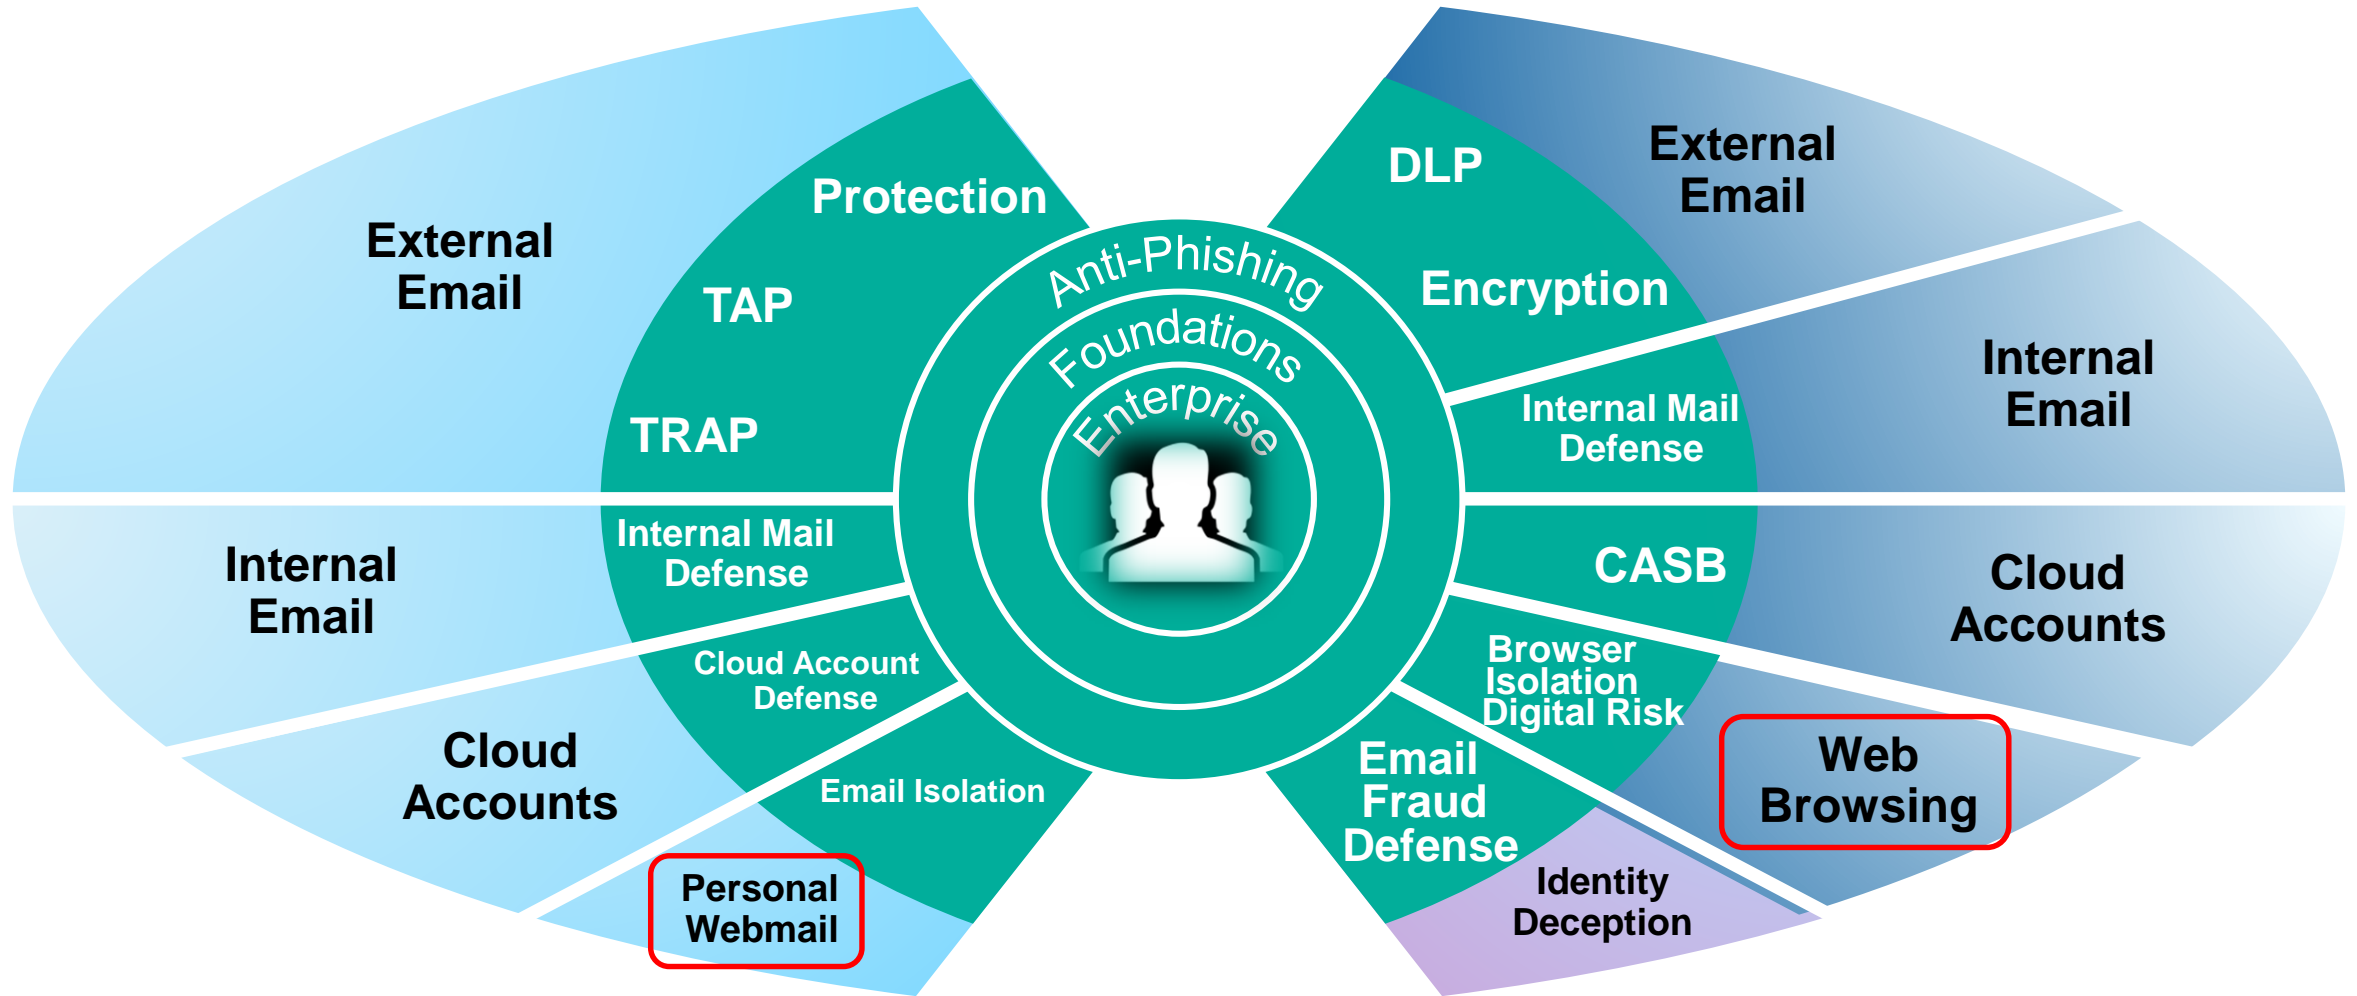 External
Email
Protection
TAP
TRAP
Internal
Email
Internal Mail
Defense
Cloud
Accounts
Cloud Account
Defense
Personal
Webmail
Email Isolation
Anti-Phishing
Foundations
Enterprise
DLP
Encryption
External
Email
Internal Mail
Defense
Internal
Email
CASB
Cloud
Accounts
Browser
Isolation
Digital Risk
Web
Browsing
Email
Fraud
Defense
Identity
Deception